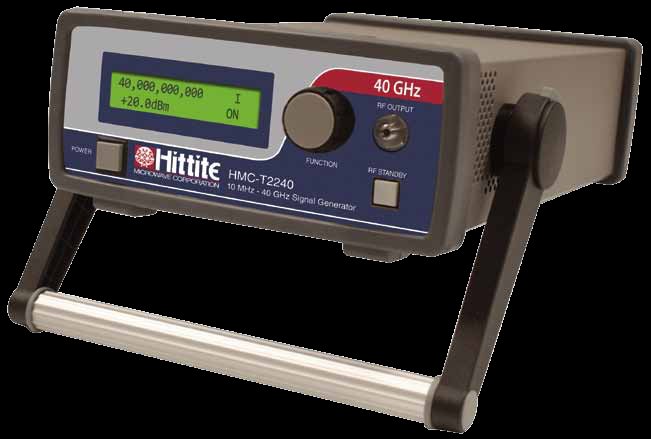 40 GHz
40,000,000,000 I
+20.0dBm ON
RF OUTPUT
FUNCTION
POWER
Hittite
MICROWAVE CORPORATION
HMC-T2240
10 MHz - 40 GHz Signal Generator
RF STANDBY